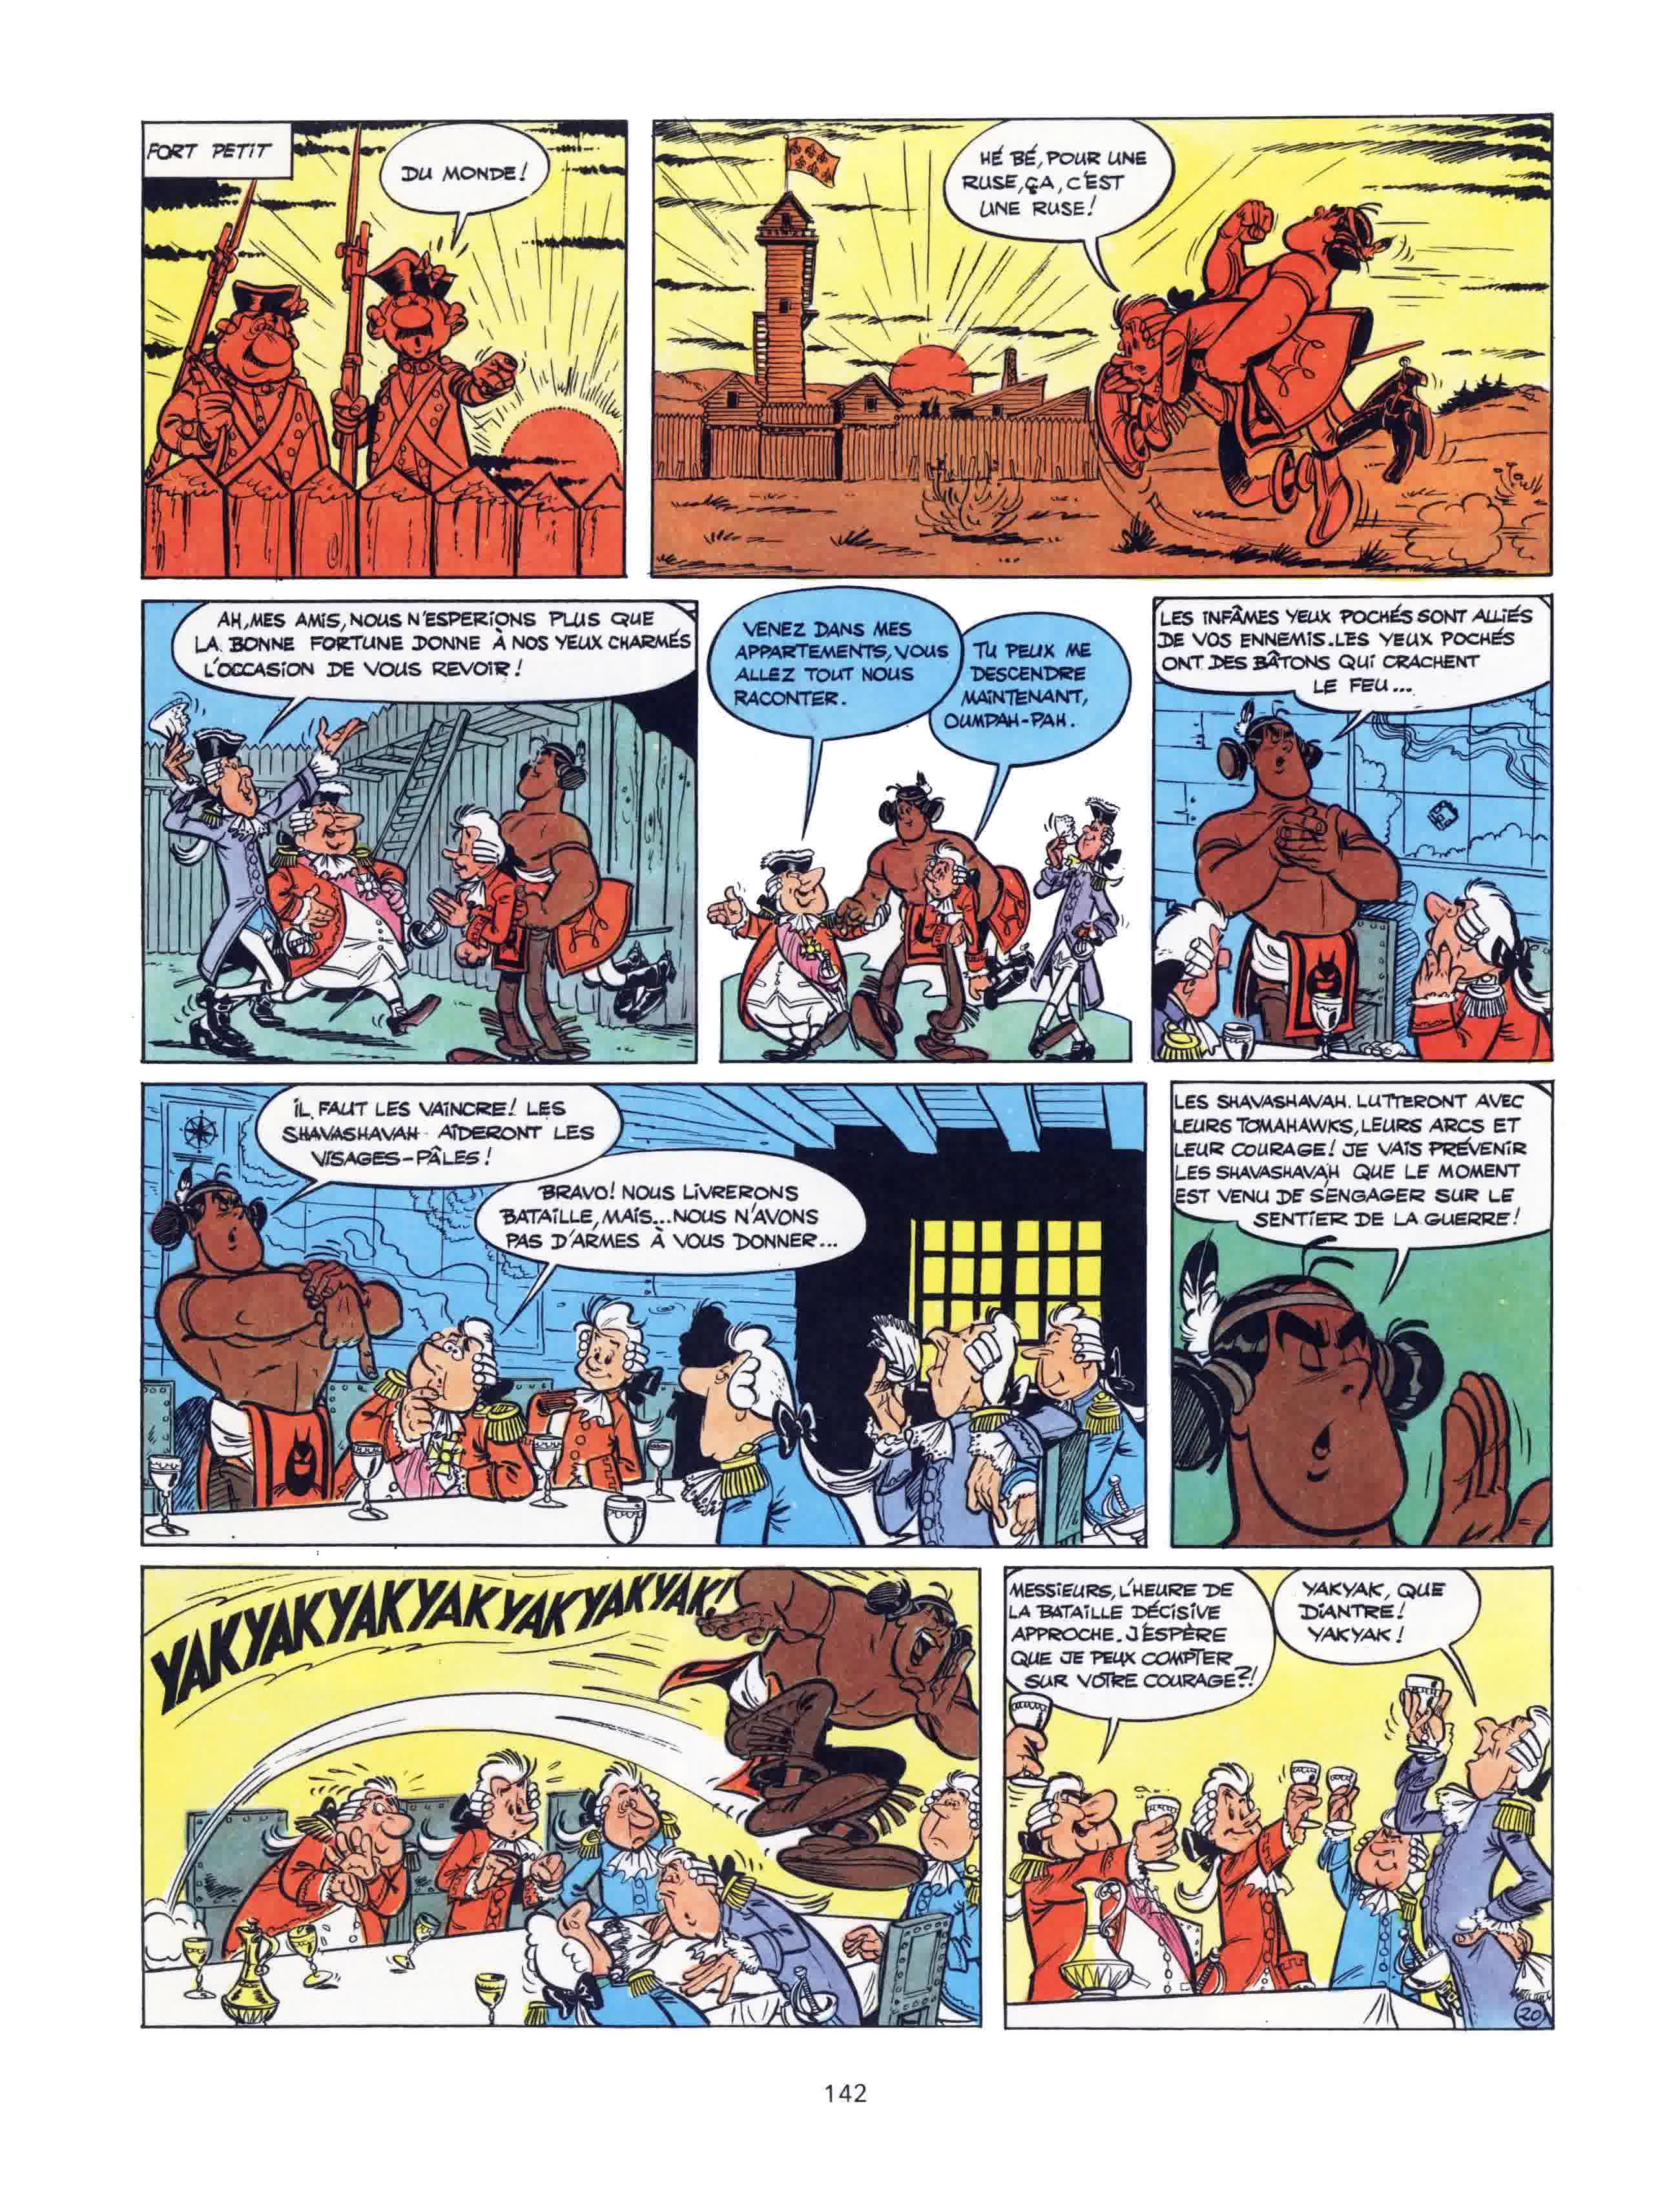 FORT PETIT
DU MONDE!
HÉ BÉ, POUR UNE
RUSE, ÇA, C'EST
UNE RUSE!
AH, MES AMIS, NOUS N'ESPERIONS PLUS QUE
LA BONNE FORTUNE DONNE À NOS YEUX CHARMÉS
L'OCCASION DE VOUS REVOIR!
VENEZ DANS MES
APPARTEMENTS, VOUS
ALLEZ TOUT NOUS
RACONTER.
TU PEUX ME
DESCENDRE
MAINTENANT,
OUMPAH-PAH.
LES INFÂMES YEUX POCHÉS SONT ALLIÉS
DE VOS ENNEMIS. LES YEUX POCHÉS
ONT DES BÂTONS QUI CRACHENT
LE FEU...
IL FAUT LES VAINCRE! LES
SHAVASHAVAH AIDERONT LES
VISAGES-PÂLES!
BRAVO! NOUS LIVRERONS
BATAILLE, MAIS... NOUS N'AVONS
PAS D'ARMES À VOUS DONNER...
LES SHAVASHAVAH LUTTERONT AVEC
LEURS TOMAHAWKS, LEURS ARCS ET
LEUR COURAGE! JE VAIS PRÉVENIR
LES SHAVASHAVAH QUE LE MOMENT
EST VENU DE S'ENGAGER SUR LE
SENTIER DE LA GUERRE!
YAKYAKYAKYAKYAKYAKYAK!
MESSIEURS, L'HEURE DE
LA BATAILLE DÉCISIVE
APPROCHE. J'ESPÈRE
QUE JE PEUX COMPTER
SUR VOTRE COURAGE?!
YAKYAK, QUE
DIANTRE!
YAKYAK!
20
142